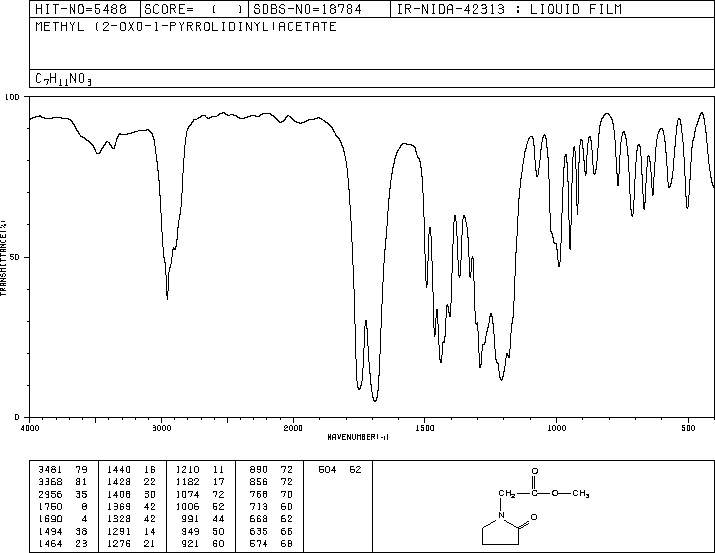 HIT-NO=5488 SCORE= ( ) SDBS-NO=18784 IR-NIDA-42313 : LIQUID FILM
METHYL (2-OXO-1-PYRROLIDINYL)ACETATE
C7H11NO3
100
50
0
TRANSMITTANCE(%)
4000 3000 2000 1500 1000 500
WAVENUMBER(-1)
3481 79 1440 16 1210 11 890 72 504 62
3368 81 1428 22 1182 17 856 72
2956 35 1408 30 1074 72 768 70
1750 8 1369 42 1006 52 713 60
1690 4 1328 42 991 44 668 62
1494 38 1291 14 949 50 635 66
1464 23 1276 21 921 60 574 68
O
CH2 C O CH3
N
O